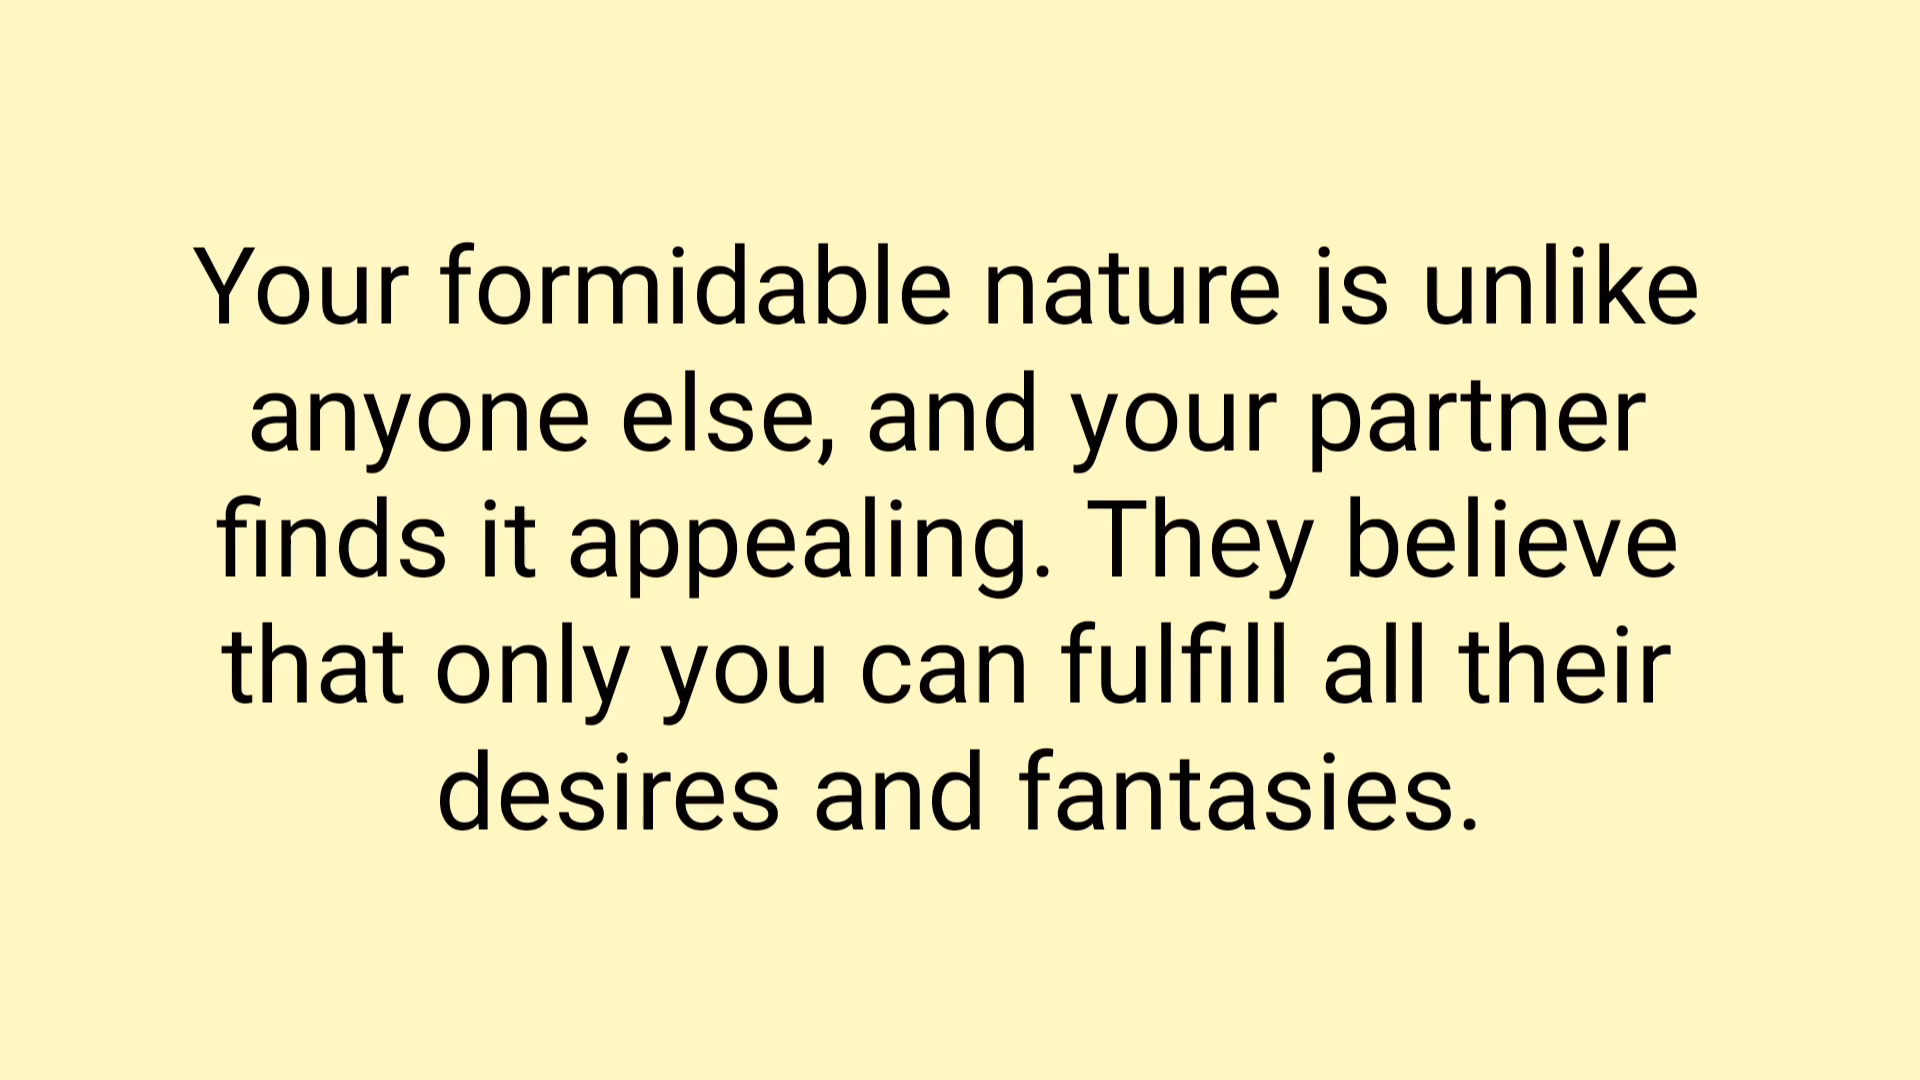 Your formidable nature is unlike
anyone else, and your partner
finds it appealing. They believe
that only you can fulfill all their
desires and fantasies.